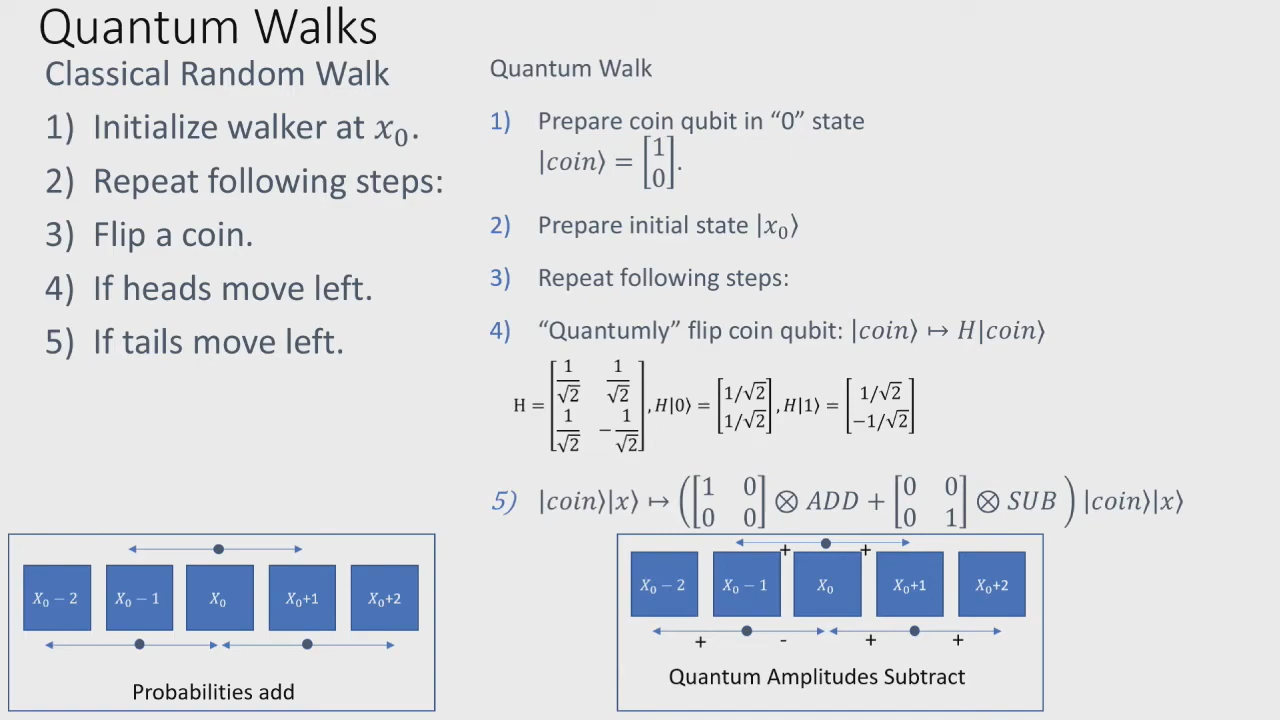 Quantum Walks
Classical Random Walk
1) Initialize walker at x₀.
2) Repeat following steps:
3) Flip a coin.
4) If heads move left.
5) If tails move left.
Quantum Walk
1) Prepare coin qubit in “0” state
|coin⟩ = [1 0].
2) Prepare initial state |x₀⟩
3) Repeat following steps:
4) “Quantumly” flip coin qubit: |coin⟩ ↦ H|coin⟩
H = [1/√2 1/√2 1/√2 −1/√2], H|0⟩ = [1/√2 1/√2], H|1⟩ = [1/√2 −1/√2]
5) |coin⟩|x⟩ ↦ ([1 0 0 0] ⊗ ADD + [0 0 0 1] ⊗ SUB) |coin⟩|x⟩
X₀ − 2 X₀ − 1 X₀ X₀+1 X₀+2
Probabilities add
+ +
X₀ − 2 X₀ − 1 X₀ X₀+1 X₀+2
+ - + +
Quantum Amplitudes Subtract